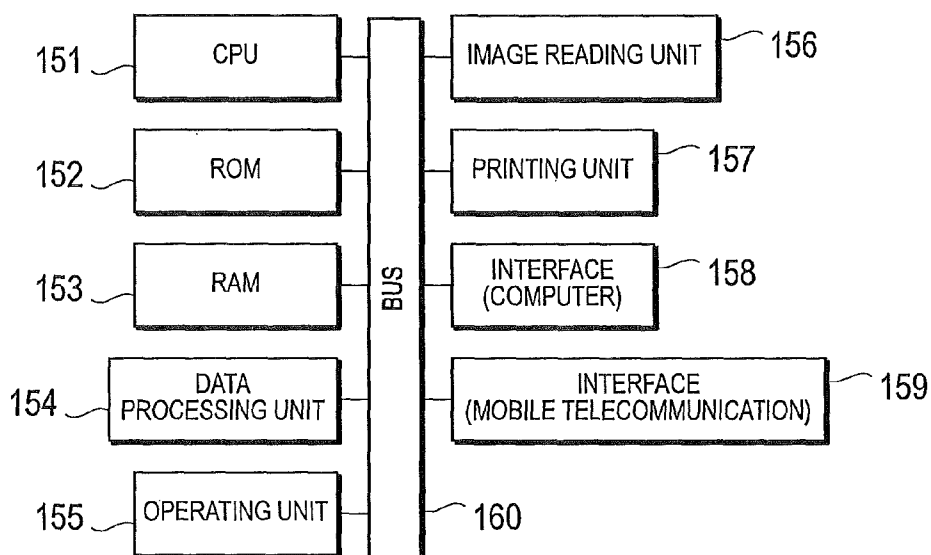 151
CPU
IMAGE READING UNIT
156
152
ROM
PRINTING UNIT
157
153
RAM
BUS
INTERFACE
(COMPUTER)
158
154
DATA
PROCESSING UNIT
INTERFACE
(MOBILE TELECOMMUNICATION)
159
155
OPERATING UNIT
160